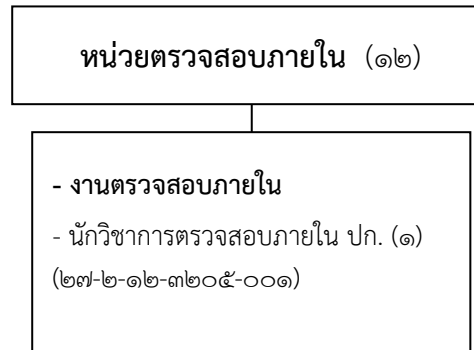 หน่วยตรวจสอบภายใน (๑๒)
- งานตรวจสอบภายใน
- นักวิชาการตรวจสอบภายใน ปก. (๑)
(๒๗-๒-๑๒-๓๒๐๕-๐๐๑)